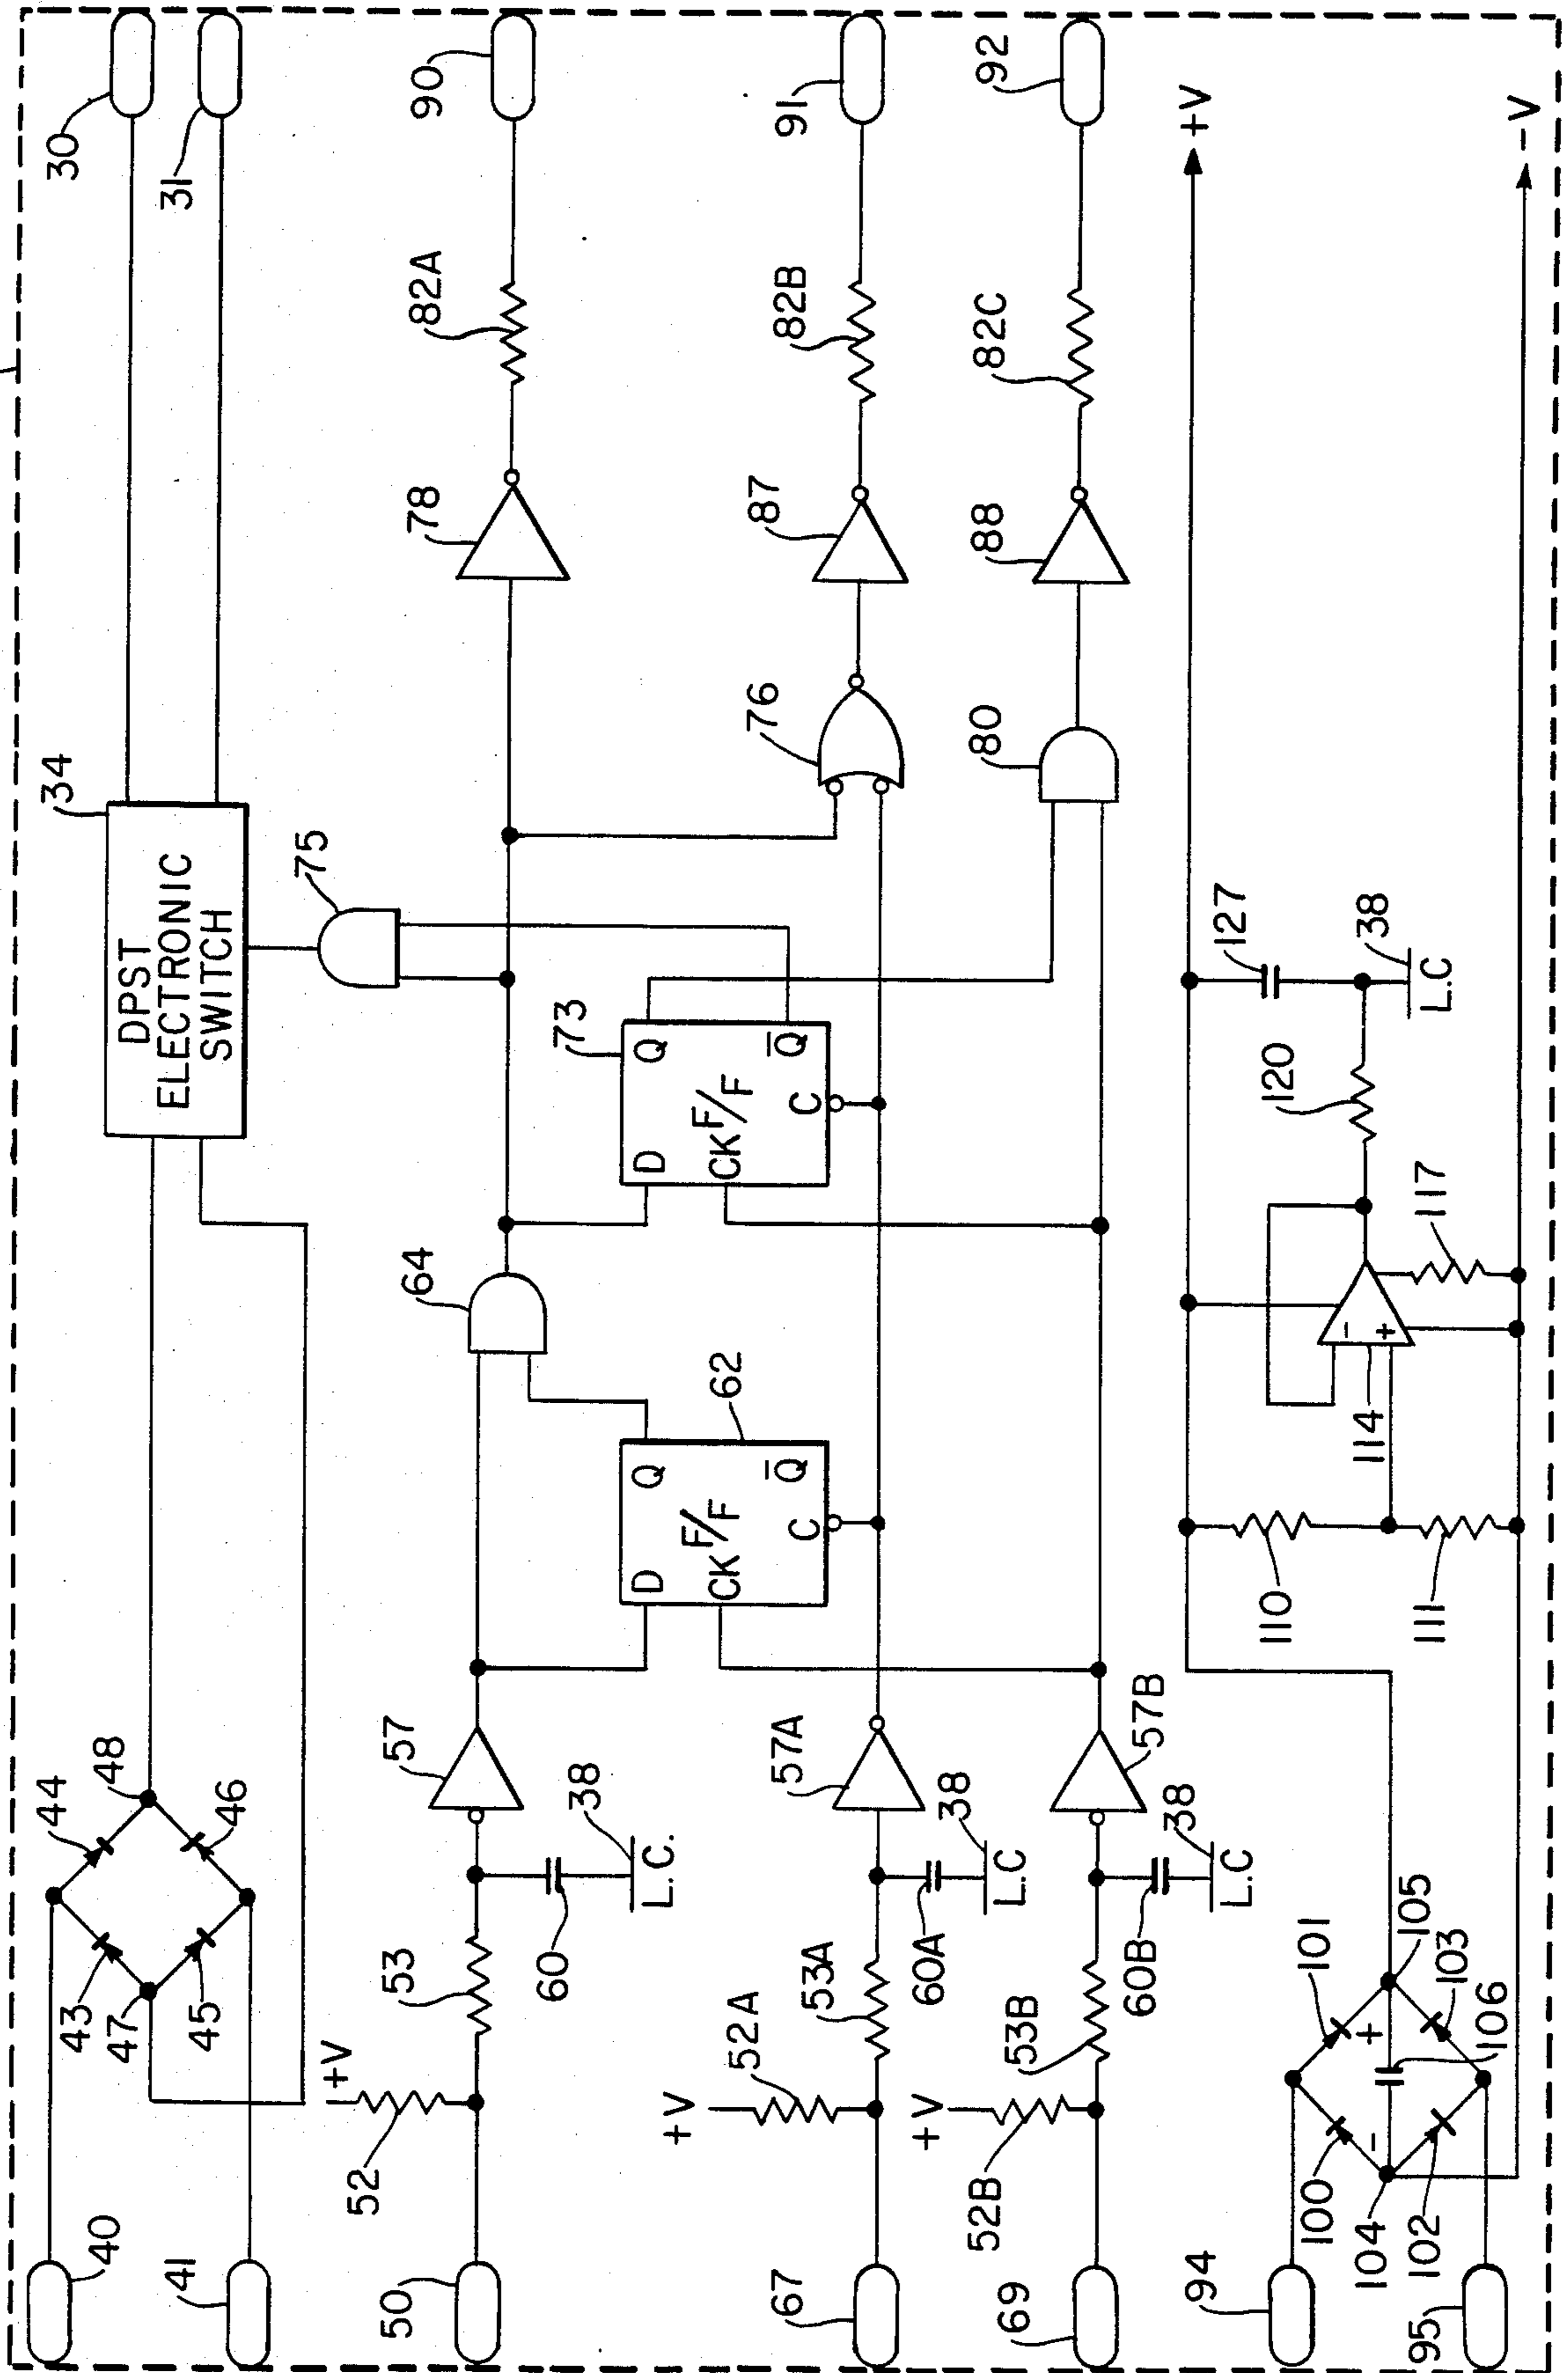 40
41
43
44
45
46
47
48
34
DPST
ELECTRONIC
SWITCH
30
31
50
52
+V
53
60
38
L.C.
57
64
75
78
82A
90
67
+V
52A
53A
60A
38
L.C
57A
D
Q
CK F/F
C
Q̅
62
D
Q
CK F/F
C
Q̅
73
76
87
82B
91
69
+V
52B
53B
60B
38
L.C
57B
80
88
82C
92
94
95
100
101
102
103
104
105
106
+
-
110
111
114
-
+
117
120
127
38
L.C
+V
-V